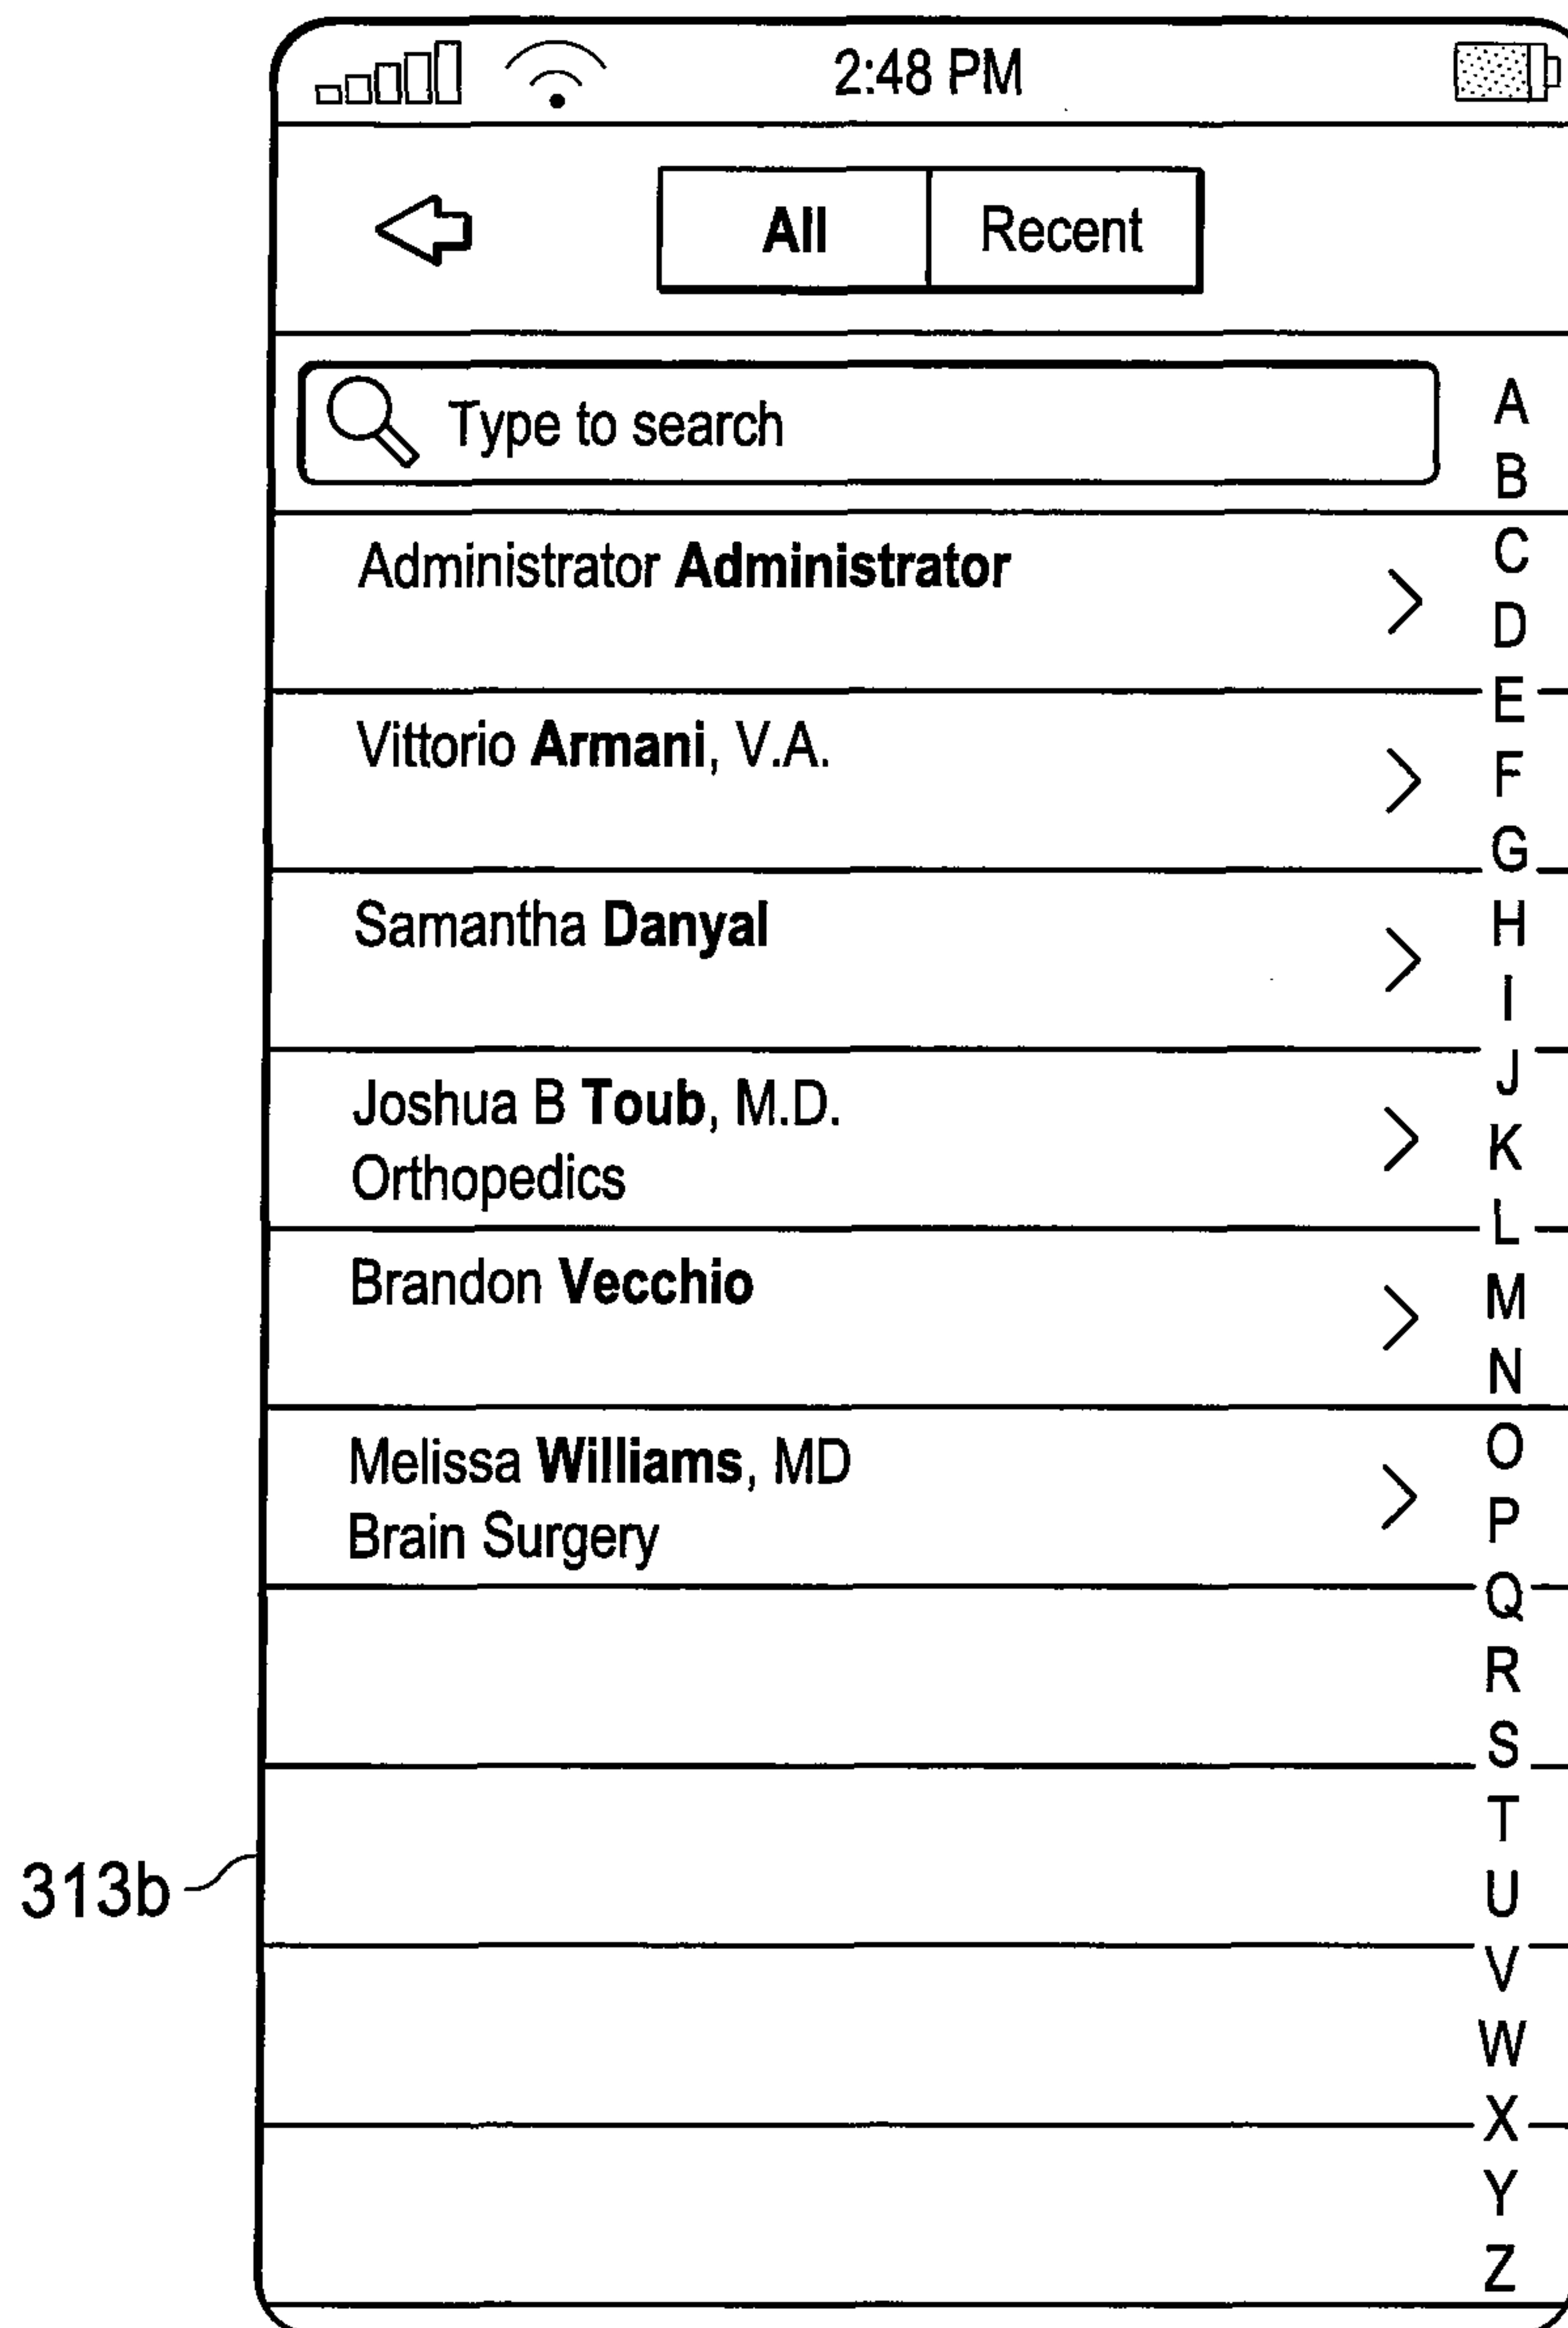 2:48 PM
All Recent
Type to search
Administrator Administrator
Vittorio Armani, V.A.
Samantha Danyal
Joshua B Toub, M.D.
Orthopedics
Brandon Vecchio
Melissa Williams, MD
Brain Surgery
A
B
C
D
E
F
G
H
I
J
K
L
M
N
O
P
Q
R
S
T
U
V
W
X
Y
Z
313b